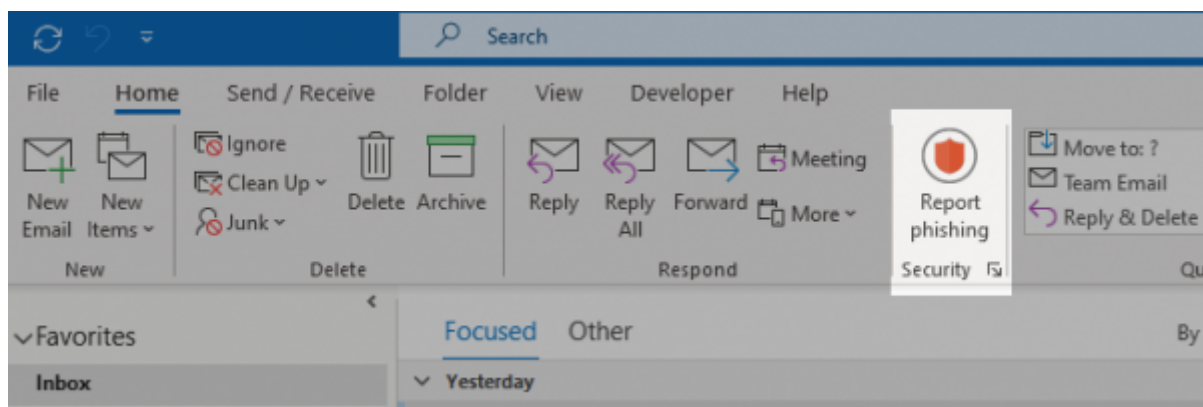 Search
File Home Send / Receive Folder View Developer Help
New Email
New Items
Ignore
Clean Up
Junk
Delete
Archive
Reply
Reply All
Forward
Meeting
More
Report phishing
Move to: ?
Team Email
Reply & Delete
New
Delete
Respond
Security
Qu
Favorites
Inbox
Focused Other
By
Yesterday